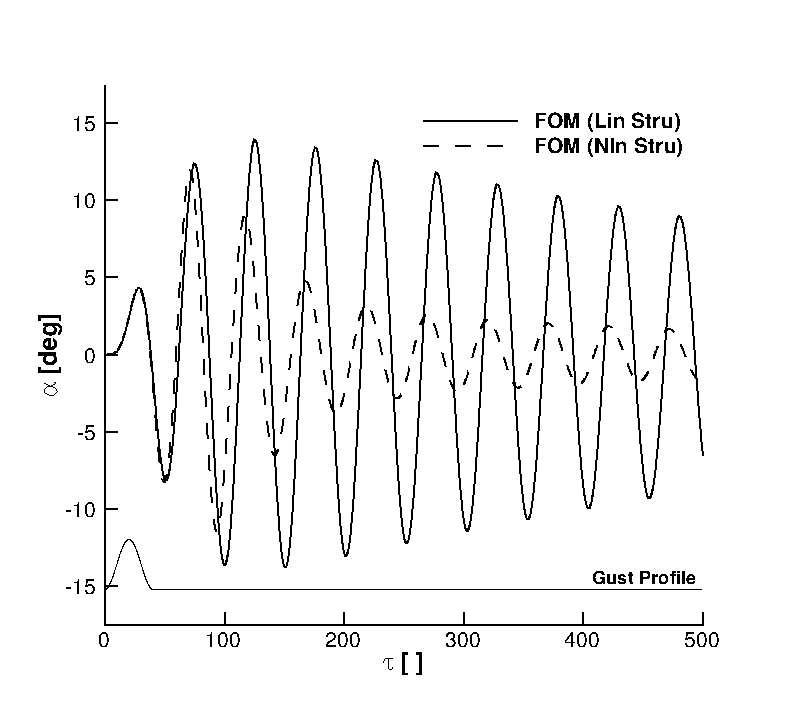 FOM (Lin Stru)
FOM (Nln Stru)
15
10
5
0
-5
-10
-15
α [deg]
Gust Profile
0 100 200 300 400 500
τ [ ]